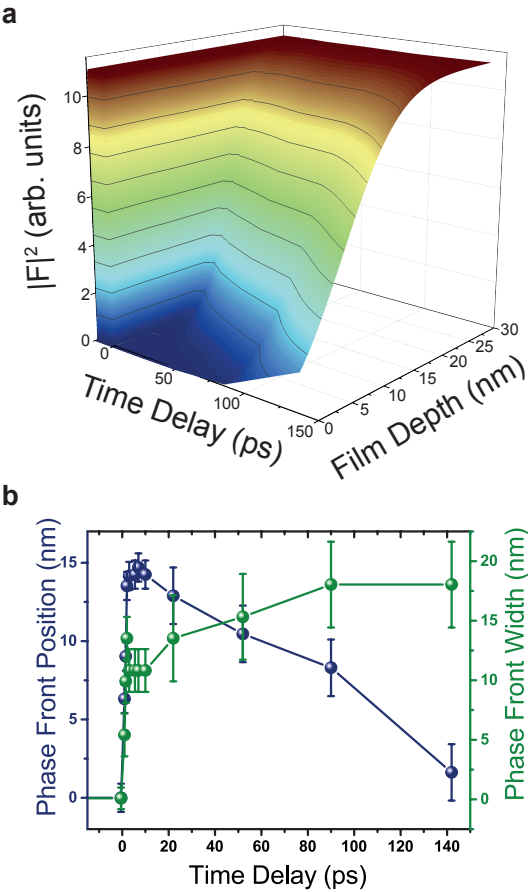 a
|F|² (arb. units)
10
8
6
4
2
0
0
50
100
150
Time Delay (ps)
0
5
10
15
20
25
30
Film Depth (nm)
b
Phase Front Position (nm)
15
10
5
0
Phase Front Width (nm)
20
15
10
5
0
0 20 40 60 80 100 120 140
Time Delay (ps)